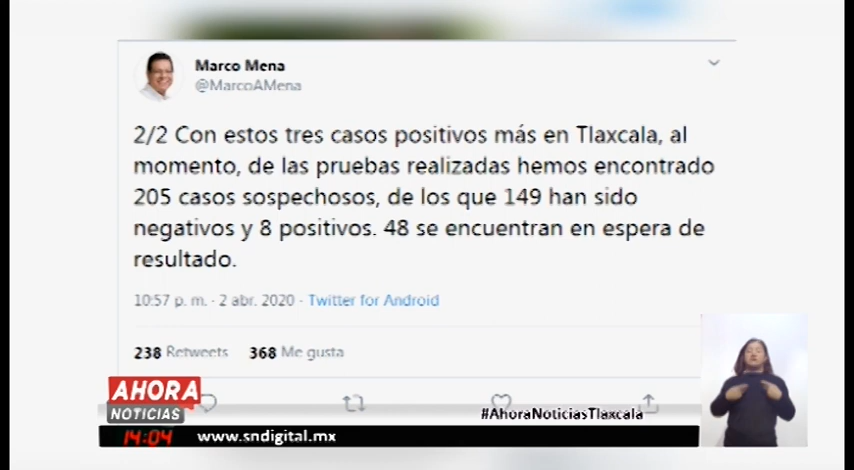 Marco Mena
@MarcoAMena
2/2 Con estos tres casos positivos más en Tlaxcala, al
momento, de las pruebas realizadas hemos encontrado
205 casos sospechosos, de los que 149 han sido
negativos y 8 positivos. 48 se encuentran en espera de
resultado.
10:57 p. m. · 2 abr. 2020 · Twitter for Android
238 Retweets 368 Me gusta
AHORA
NOTICIAS
#AhoraNoticiasTlaxcala
14:04 www.sndigital.mx